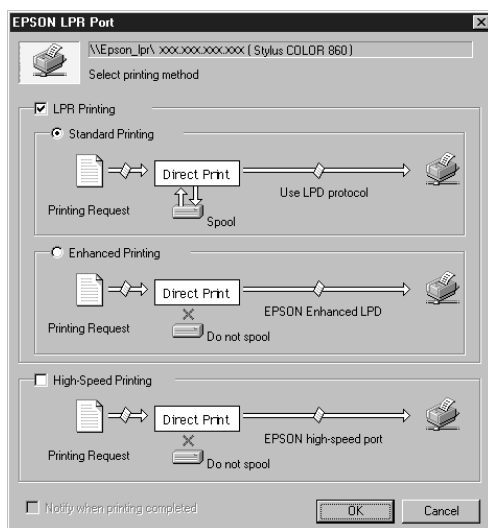 EPSON LPR Port
\\Epson_lpr\ xxx.xxx.xxx.xxx ( Stylus COLOR 860 )
Select printing method
LPR Printing
Standard Printing
Direct Print
Use LPD protocol
Printing Request
Spool
Enhanced Printing
Direct Print
EPSON Enhanced LPD
Printing Request
Do not spool
High-Speed Printing
Direct Print
EPSON high-speed port
Printing Request
Do not spool
Notify when printing completed
OK
Cancel